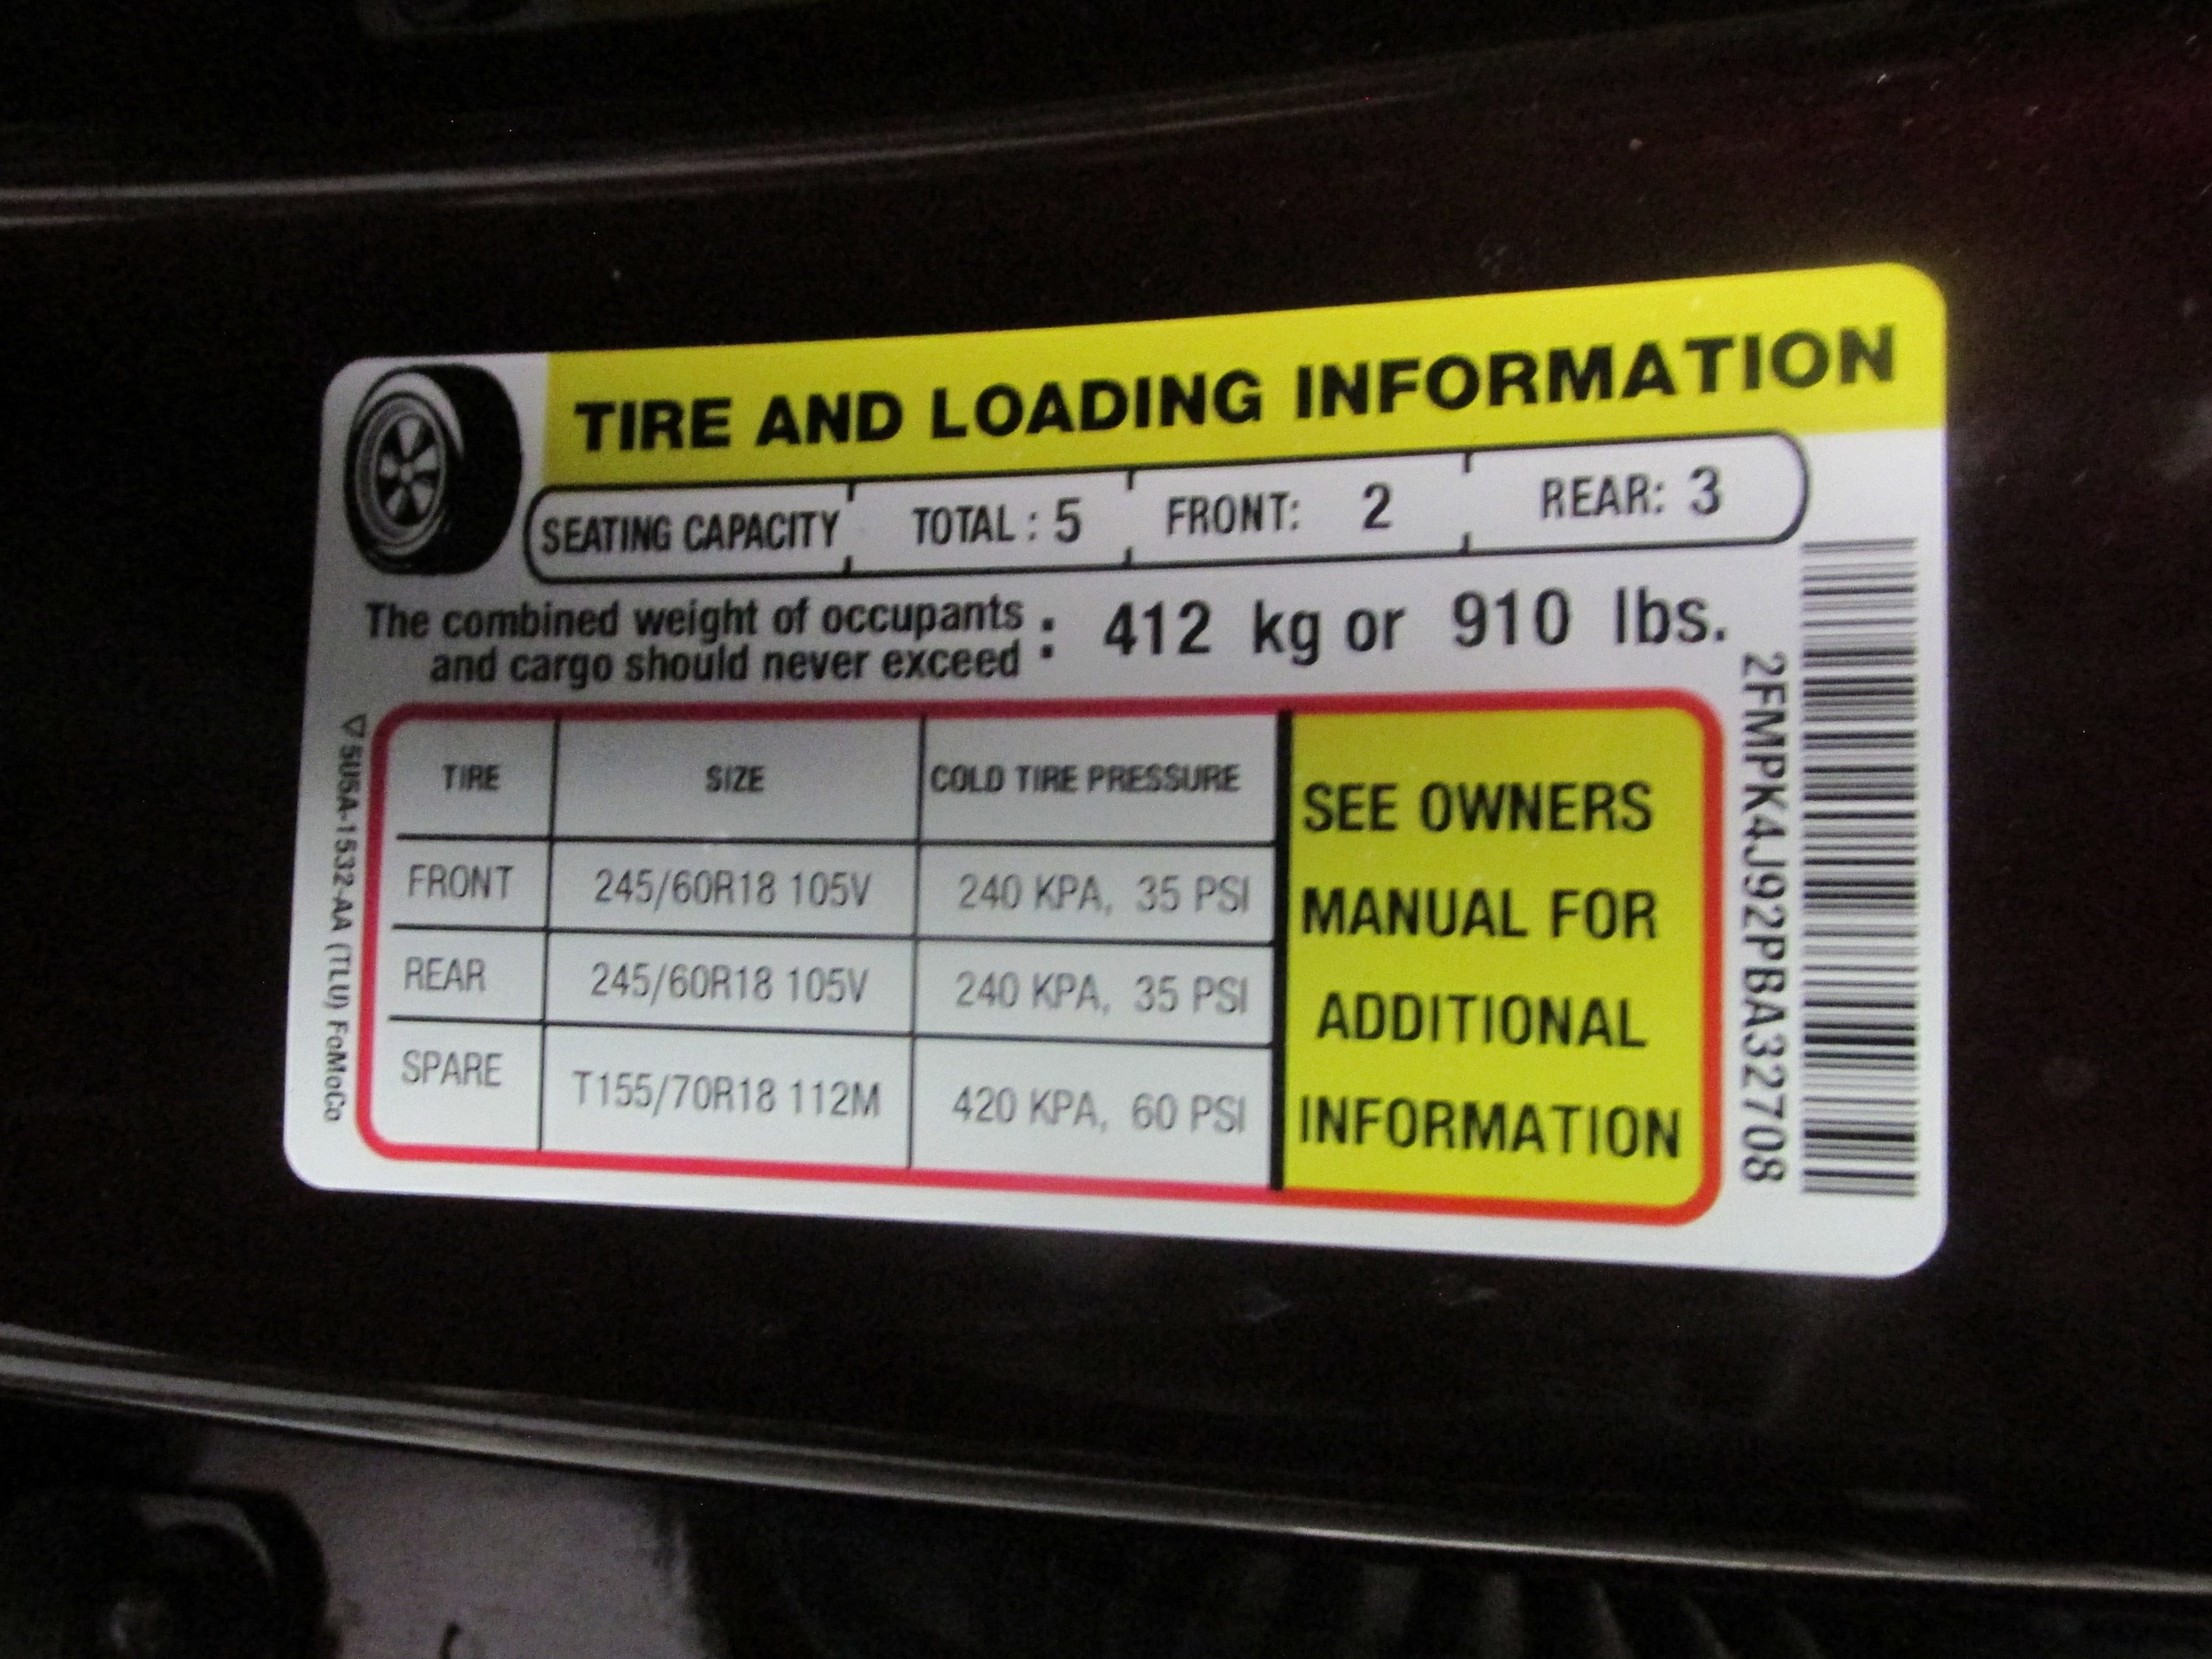 TIRE AND LOADING INFORMATION
SEATING CAPACITY TOTAL : 5 FRONT: 2 REAR: 3
The combined weight of occupants
and cargo should never exceed : 412 kg or 910 lbs.
TIRE SIZE COLD TIRE PRESSURE
FRONT 245/60R18 105V 240 KPA, 35 PSI
REAR 245/60R18 105V 240 KPA, 35 PSI
SPARE T155/70R18 112M 420 KPA, 60 PSI
SEE OWNERS
MANUAL FOR
ADDITIONAL
INFORMATION
2FMPK4J92PBA32708
5U5A-1532-AA (TLU) FoMoCo